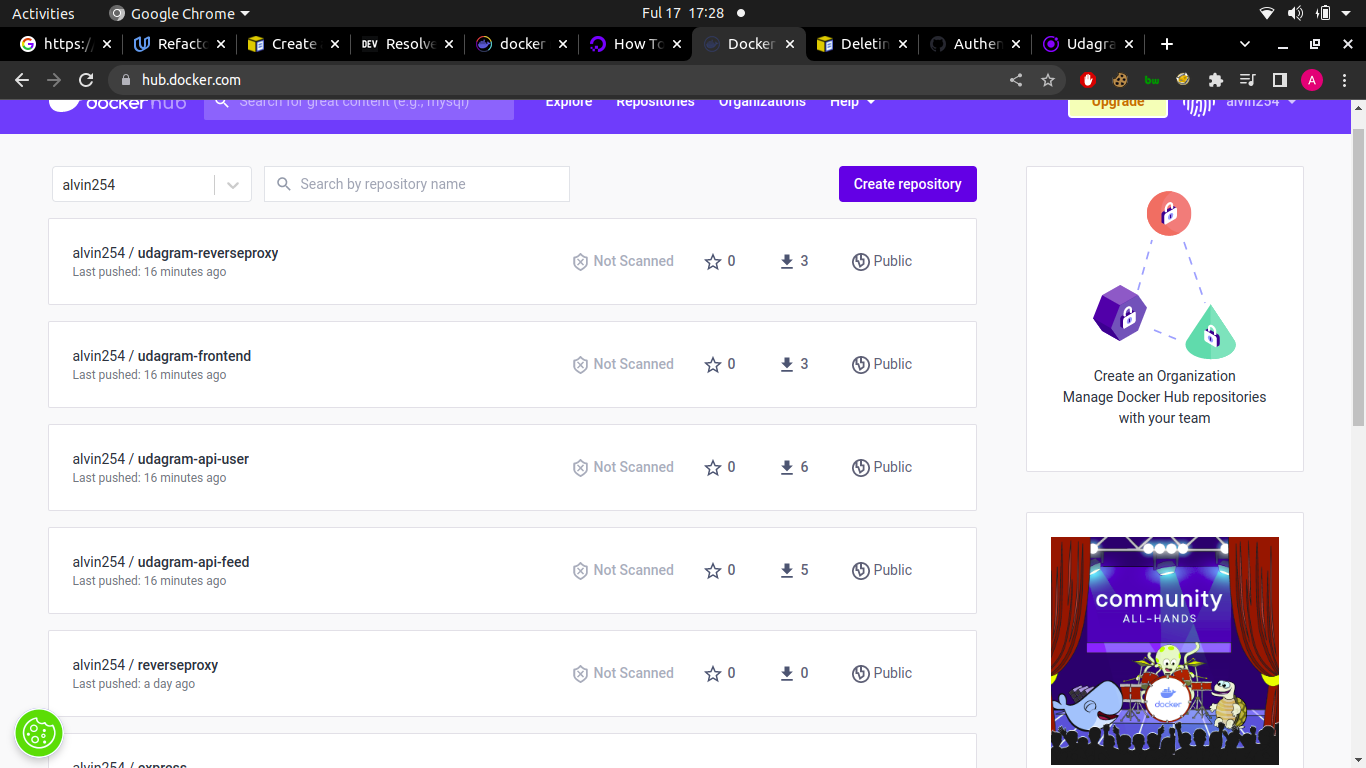 Activities
Google Chrome
Ful 17 17:28
https:/
Refacto
Create
DEV
Resolve
docker
How To
Docker
Deletin
Authen
Udagra
hub.docker.com
bw
A
docker hub
Search for great content (e.g., mysql)
Explore
Repositories
Organizations
Help
Upgrade
alvin254
alvin254
Search by repository name
Create repository
alvin254 / udagram-reverseproxy
Last pushed: 16 minutes ago
Not Scanned
0
3
Public
alvin254 / udagram-frontend
Last pushed: 16 minutes ago
Not Scanned
0
3
Public
alvin254 / udagram-api-user
Last pushed: 16 minutes ago
Not Scanned
0
6
Public
alvin254 / udagram-api-feed
Last pushed: 16 minutes ago
Not Scanned
0
5
Public
alvin254 / reverseproxy
Last pushed: a day ago
Not Scanned
0
0
Public
alvin254 / express
Create an Organization
Manage Docker Hub repositories
with your team
community
ALL-HANDS
docker